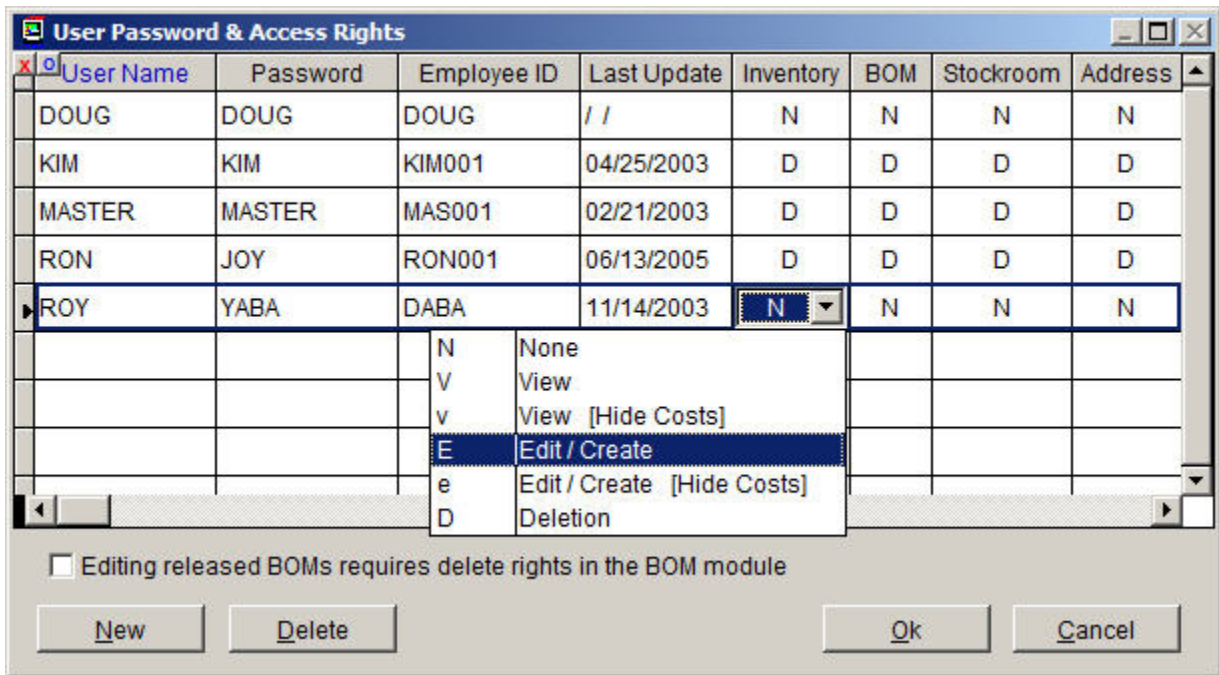 User Password & Access Rights
X O User Name Password Employee ID Last Update Inventory BOM Stockroom Address
DOUG DOUG DOUG / / N N N N
KIM KIM KIM001 04/25/2003 D D D D
MASTER MASTER MAS001 02/21/2003 D D D D
RON JOY RON001 06/13/2005 D D D D
ROY YABA DABA 11/14/2003 N N N N
N None
V View
v View [Hide Costs]
E Edit / Create
e Edit / Create [Hide Costs]
D Deletion
Editing released BOMs requires delete rights in the BOM module
New Delete Ok Cancel